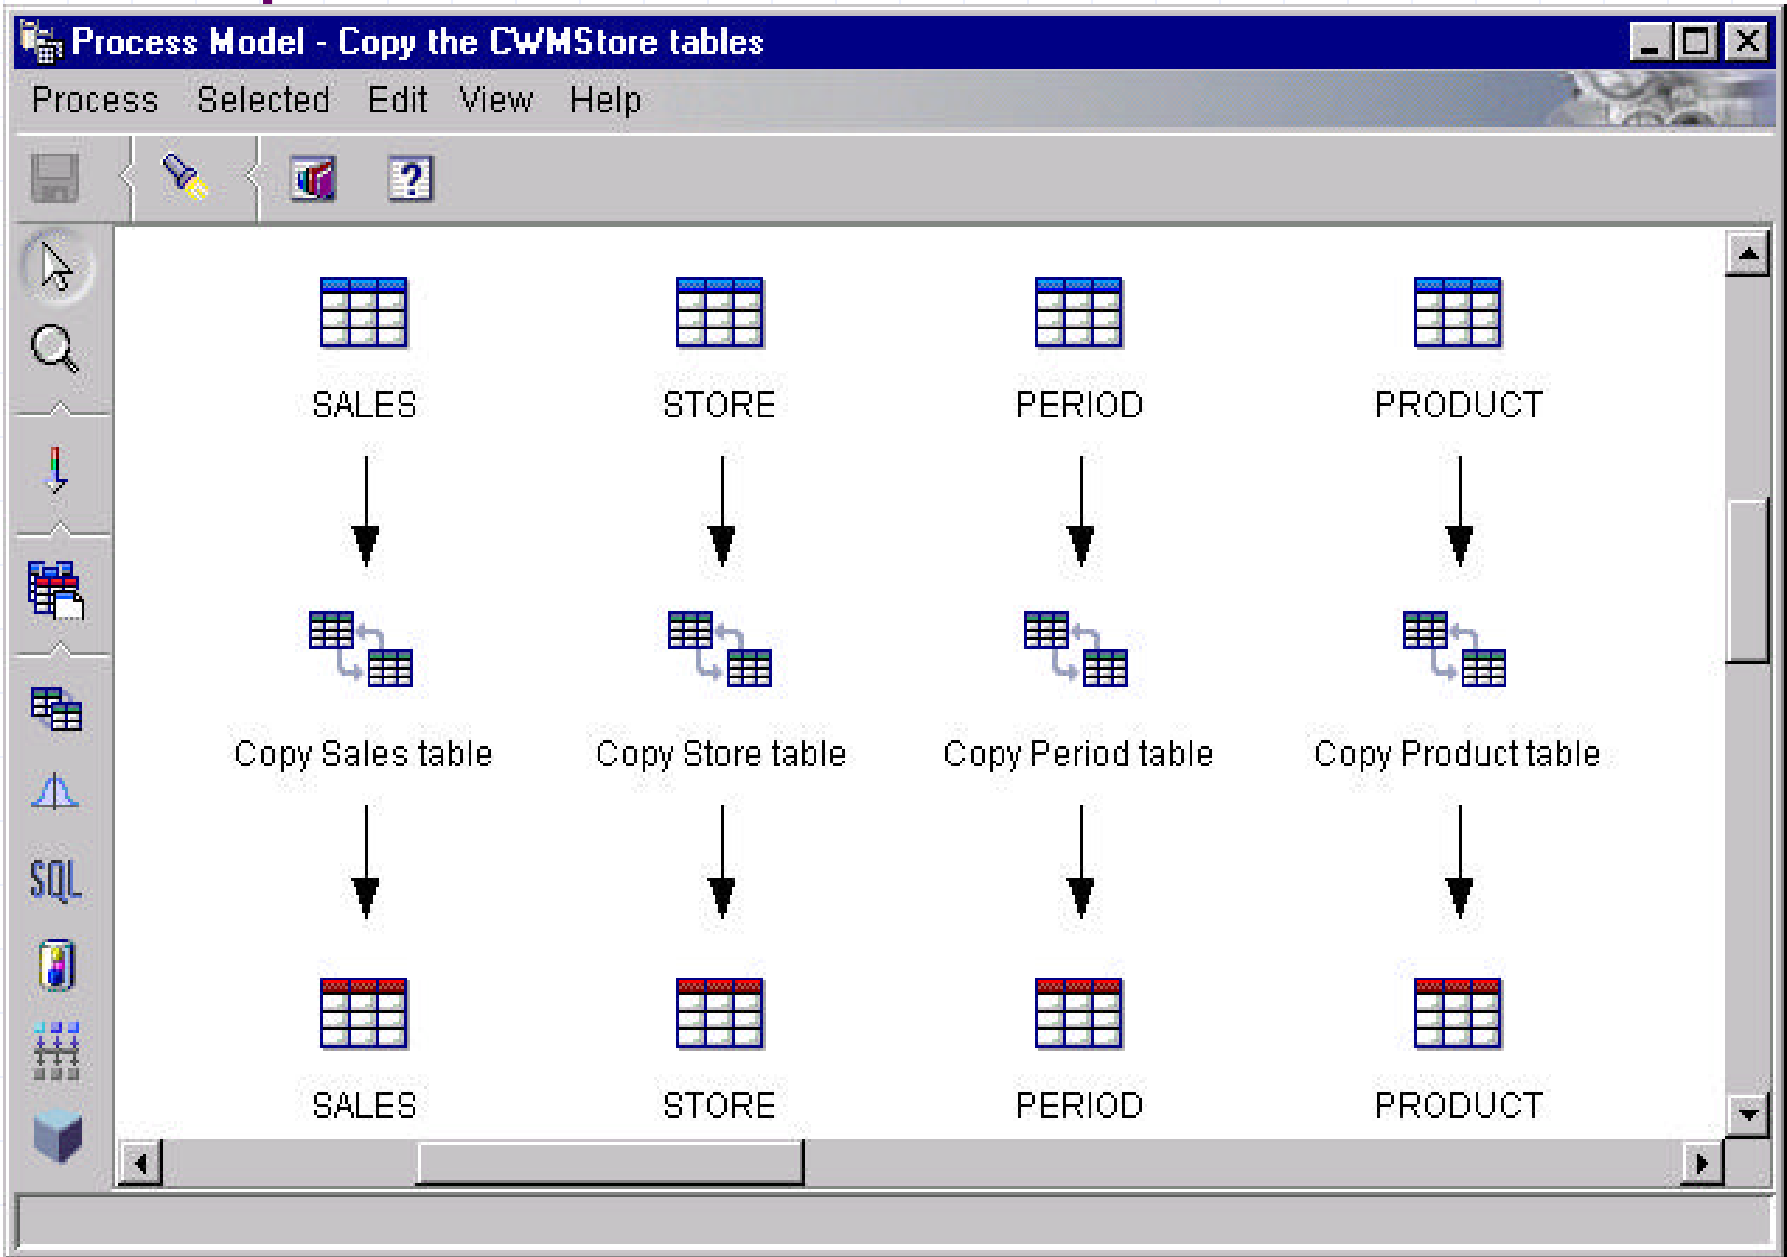 Process Model - Copy the CWMStore tables
Process Selected Edit View Help
?
SALES STORE PERIOD PRODUCT
Copy Sales table Copy Store table Copy Period table Copy Product table
SQL
SALES STORE PERIOD PRODUCT